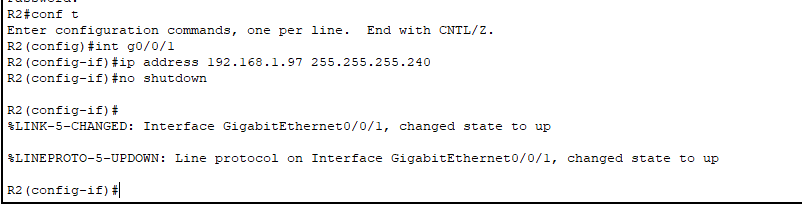 R2#conf t
Enter configuration commands, one per line.  End with CNTL/Z.
R2(config)#int g0/0/1
R2(config-if)#ip address 192.168.1.97 255.255.255.240
R2(config-if)#no shutdown
R2(config-if)#
%LINK-5-CHANGED: Interface GigabitEthernet0/0/1, changed state to up
%LINEPROTO-5-UPDOWN: Line protocol on Interface GigabitEthernet0/0/1, changed state to up
R2(config-if)#